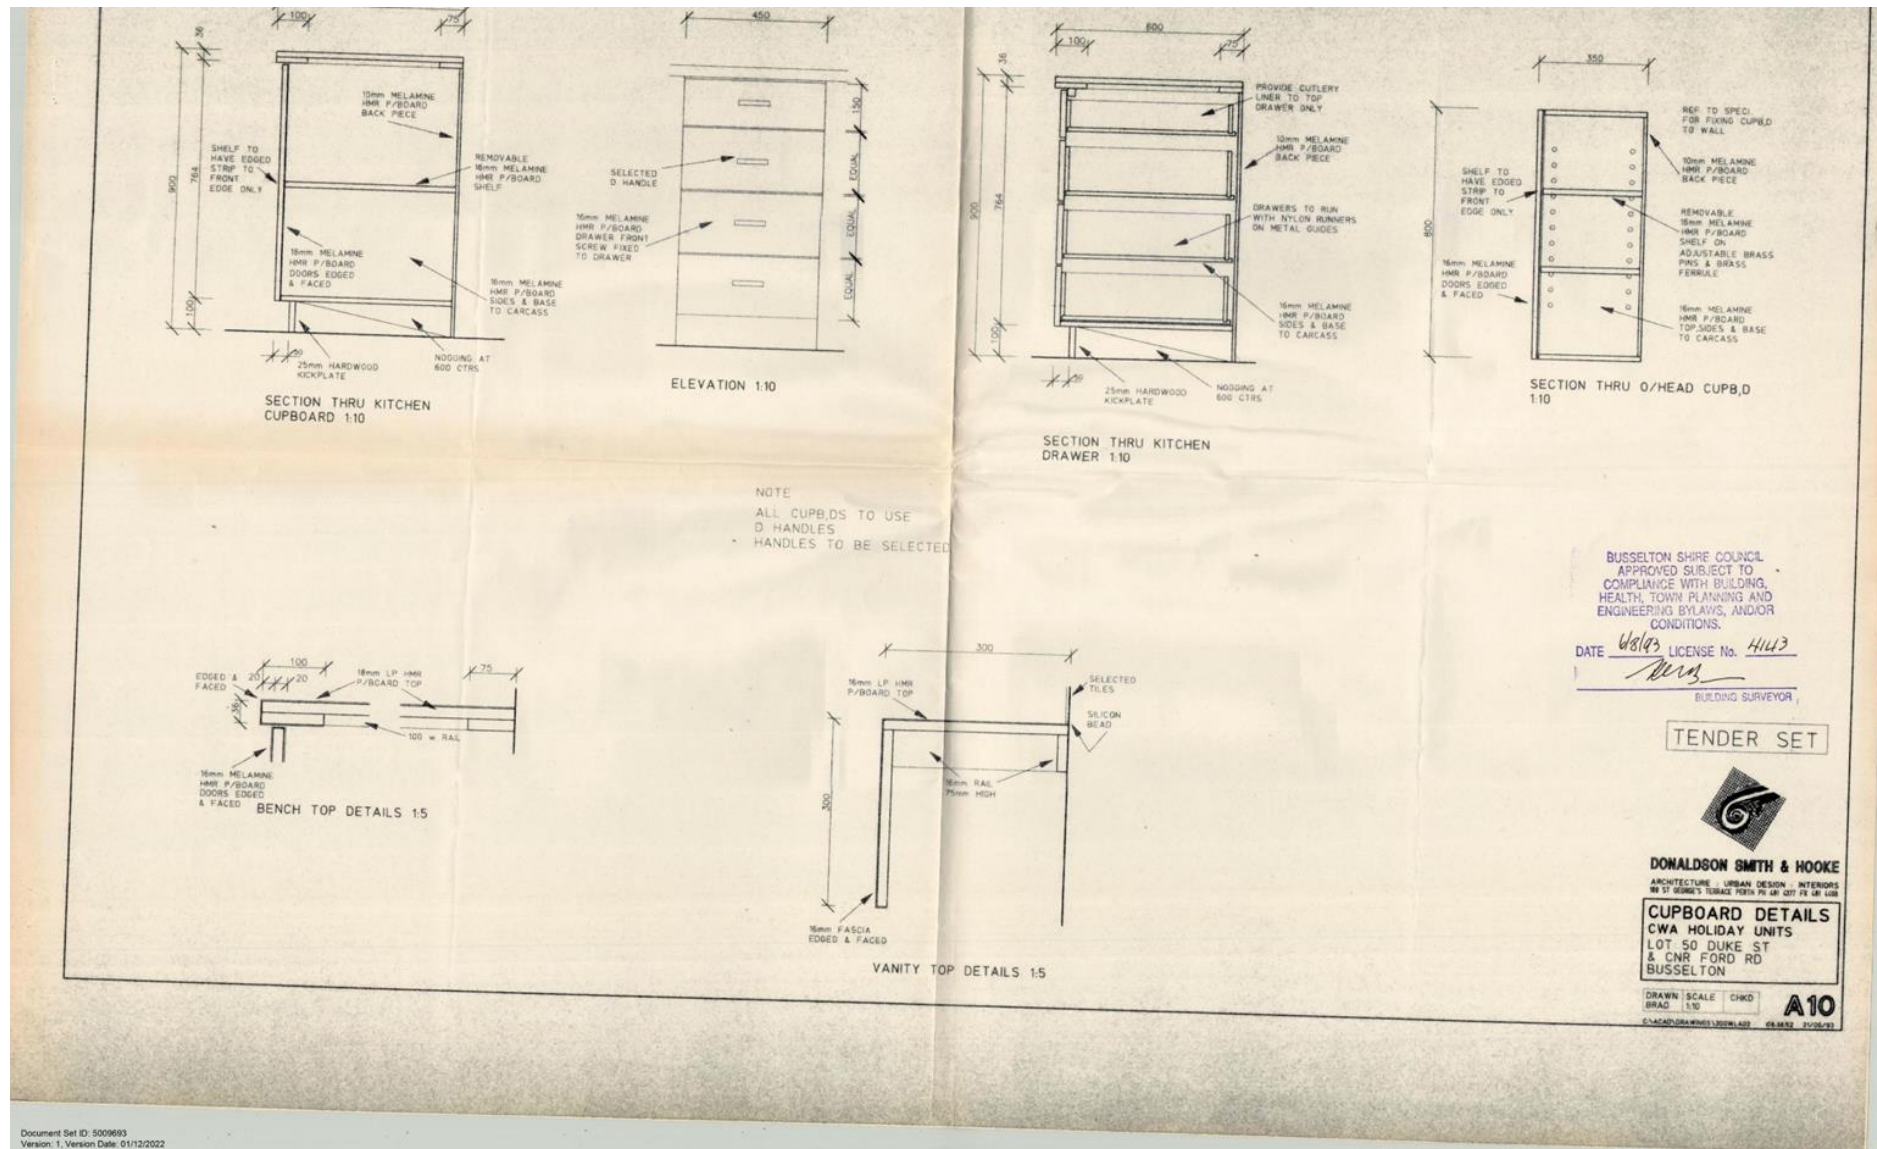 100
75
36
900
764
100
50
10mm MELAMINE
HMR P/BOARD
BACK PIECE
SHELF TO
HAVE EDGED
STRIP TO
FRONT
EDGE ONLY
REMOVABLE
16mm MELAMINE
HMR P/BOARD
SHELF
16mm MELAMINE
HMR P/BOARD
DOORS EDGED
& FACED
16mm MELAMINE
HMR P/BOARD
SIDES & BASE
TO CARCASS
25mm HARDWOOD
KICKPLATE
NOGGING AT
600 CTRS
SECTION THRU KITCHEN
CUPBOARD 1:10
450
150
EQUAL
EQUAL
EQUAL
SELECTED
D HANDLE
16mm MELAMINE
HMR P/BOARD
DRAWER FRONT
SCREW FIXED
TO DRAWER
ELEVATION 1:10
600
100
75
36
900
764
100
50
PROVIDE CUTLERY
LINER TO TOP
DRAWER ONLY
10mm MELAMINE
HMR P/BOARD
BACK PIECE
DRAWERS TO RUN
WITH NYLON RUNNERS
ON METAL GUIDES
16mm MELAMINE
HMR P/BOARD
SIDES & BASE
TO CARCASS
25mm HARDWOOD
KICKPLATE
NOGGING AT
600 CTRS
SECTION THRU KITCHEN
DRAWER 1:10
350
800
REF. TO SPECI.
FOR FIXING CUPB,D
TO WALL
10mm MELAMINE
HMR P/BOARD
BACK PIECE
SHELF TO
HAVE EDGED
STRIP TO
FRONT
EDGE ONLY
REMOVABLE
16mm MELAMINE
HMR P/BOARD
SHELF ON
ADJUSTABLE BRASS
PINS & BRASS
FERRULE
16mm MELAMINE
HMR P/BOARD
DOORS EDGED
& FACED
16mm MELAMINE
HMR P/BOARD
TOP,SIDES & BASE
TO CARCASS
SECTION THRU O/HEAD CUPB,D
1:10
NOTE
ALL CUPB,DS TO USE
D HANDLES
HANDLES TO BE SELECTED
BUSSELTON SHIRE COUNCIL
APPROVED SUBJECT TO
COMPLIANCE WITH BUILDING,
HEALTH, TOWN PLANNING AND
ENGINEERING BYLAWS, AND/OR
CONDITIONS.
DATE 6/8/93 LICENSE No. 4143
BUILDING SURVEYOR
TENDER SET
EDGED &
FACED
20
20
100
75
36
18mm LP HMR
P/BOARD TOP
100 w RAIL
16mm MELAMINE
HMR P/BOARD
DOORS EDGED
& FACED
BENCH TOP DETAILS 1:5
300
300
16mm LP HMR
P/BOARD TOP
SELECTED
TILES
SILICON
BEAD
16mm RAIL
75mm HIGH
16mm FASCIA
EDGED & FACED
VANITY TOP DETAILS 1:5
DONALDSON SMITH & HOOKE
ARCHITECTURE : URBAN DESIGN : INTERIORS
CUPBOARD DETAILS
CWA HOLIDAY UNITS
LOT 50 DUKE ST
& CNR FORD RD
BUSSELTON
DRAWN SCALE CHKD
BRAD 1:10
A10
Document Set ID: 5009693
Version: 1, Version Date: 01/12/2022